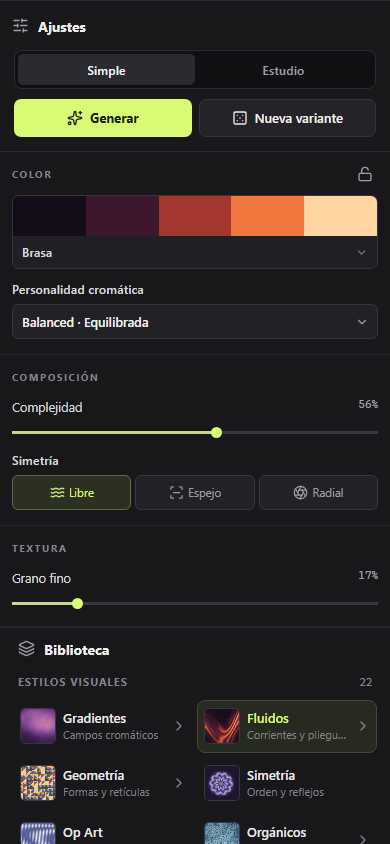 Ajustes
Simple
Estudio
Generar
Nueva variante
COLOR
Brasa
Personalidad cromática
Balanced · Equilibrada
COMPOSICIÓN
Complejidad
56%
Simetría
Libre
Espejo
Radial
TEXTURA
Grano fino
17%
Biblioteca
ESTILOS VISUALES
22
Gradientes
Campos cromáticos
Fluidos
Corrientes y pliegu...
Geometría
Formas y retículas
Simetría
Orden y reflejos
Op Art
Orgánicos